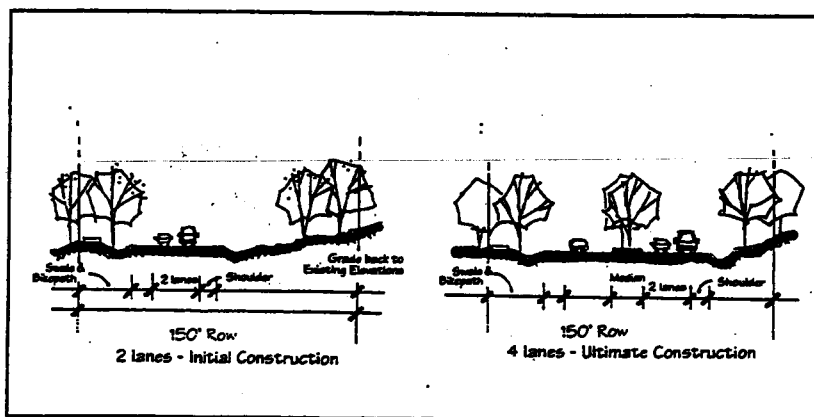 Swale &
Bikepath
2 lanes
Shoulder
Grade back to
Existing Elevations
150' Row
2 lanes - Initial Construction
Swale &
Bikepath
Median
2 lanes
Shoulder
150' Row
4 lanes - Ultimate Construction